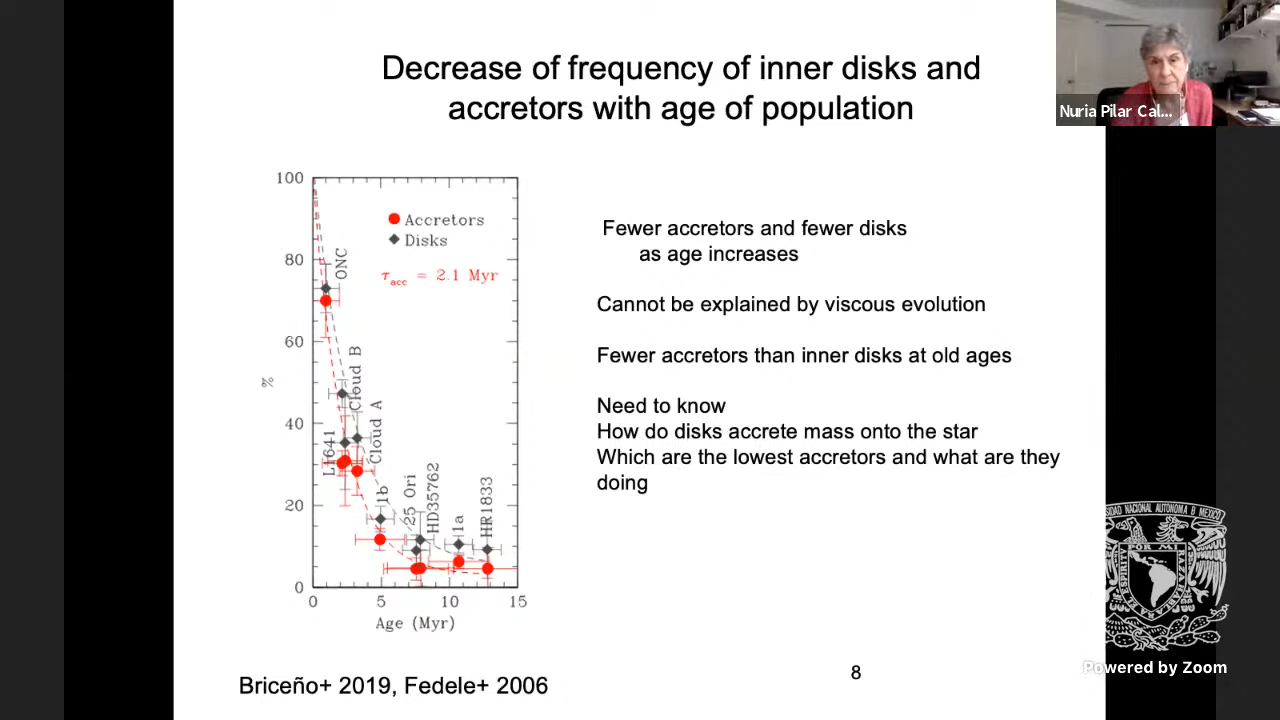 Decrease of frequency of inner disks and
accretors with age of population
Nuria Pilar Cal...
100
80
60
40
20
0
%
0 5 10 15
Age (Myr)
Accretors
Disks
τacc = 2.1 Myr
ONC
Cloud B
Cloud A
L1641
1b
25 Ori
HD35762
1a
HR1833
Fewer accretors and fewer disks
as age increases
Cannot be explained by viscous evolution
Fewer accretors than inner disks at old ages
Need to know
How do disks accrete mass onto the star
Which are the lowest accretors and what are they
doing
Briceño+ 2019, Fedele+ 2006
8
Powered by Zoom